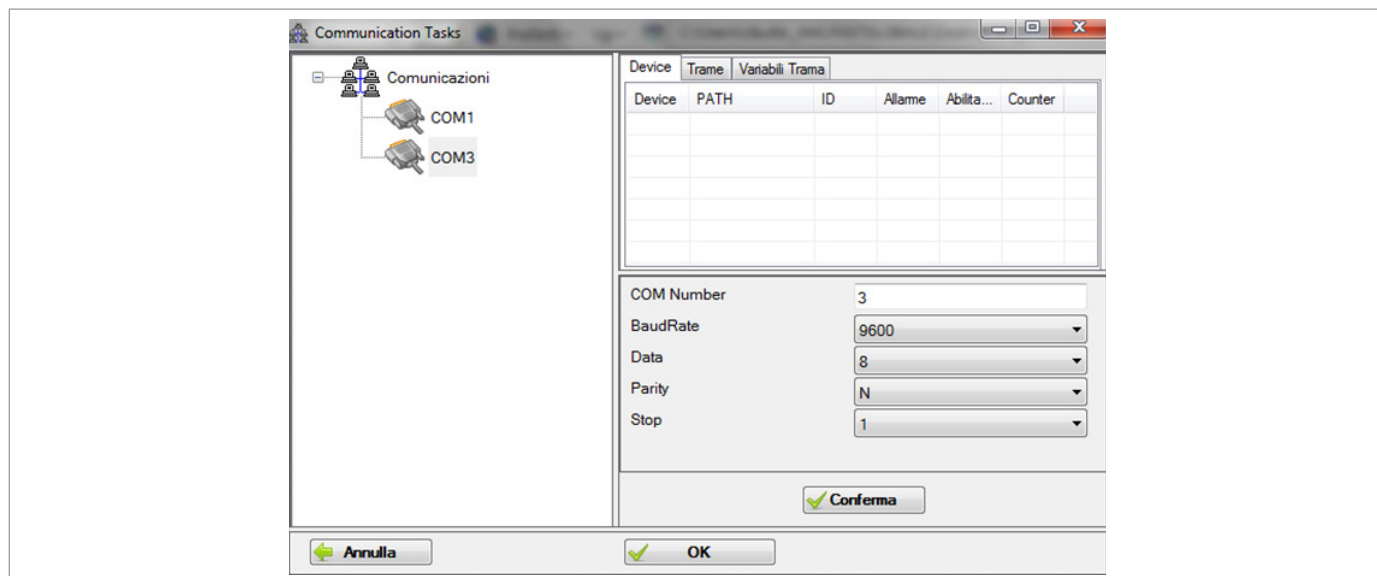 Communication Tasks
Comunicazioni
COM1
COM3
Device Trame Variabili Trama
Device PATH ID Allarme Abilita... Counter
COM Number 3
BaudRate 9600
Data 8
Parity N
Stop 1
Conferma
Annulla OK